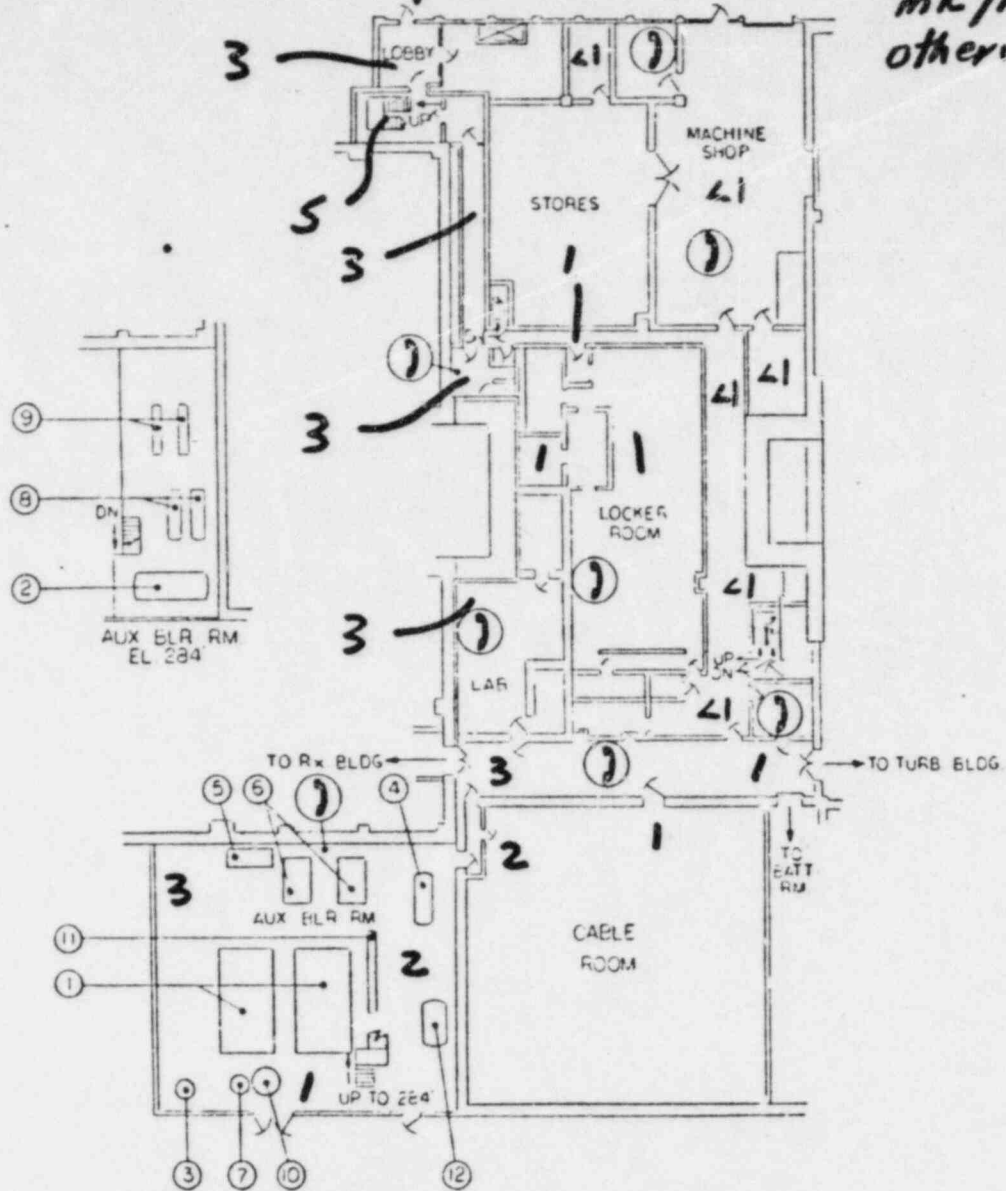 mR/h
other
3
LOBBY
<1
UP
5
MACHINE
SHOP
<1
STORES
3
1
3
<1
<1
9
1
1
8
DN
LOCKER
ROOM
2
<1
AUX BLR RM
EL 284'
3
LAB
UP
DN
<1
TO Rx BLDG
3
1
TO TURB BLDG
5
6
4
3
2
1
TO
BATT
RM
AUX BLR RM
11
2
CABLE
ROOM
1
1
UP TO 284'
3
7
10
12